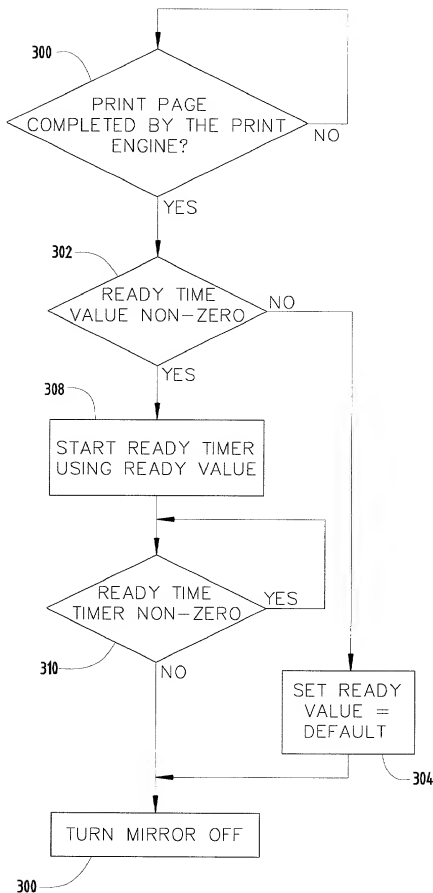 300
PRINT PAGE
COMPLETED BY THE PRINT
ENGINE?
NO
YES
302
READY TIME
VALUE NON-ZERO
NO
YES
308
START READY TIMER
USING READY VALUE
READY TIME
TIMER NON-ZERO
YES
310
NO
SET READY
VALUE =
DEFAULT
304
TURN MIRROR OFF
300